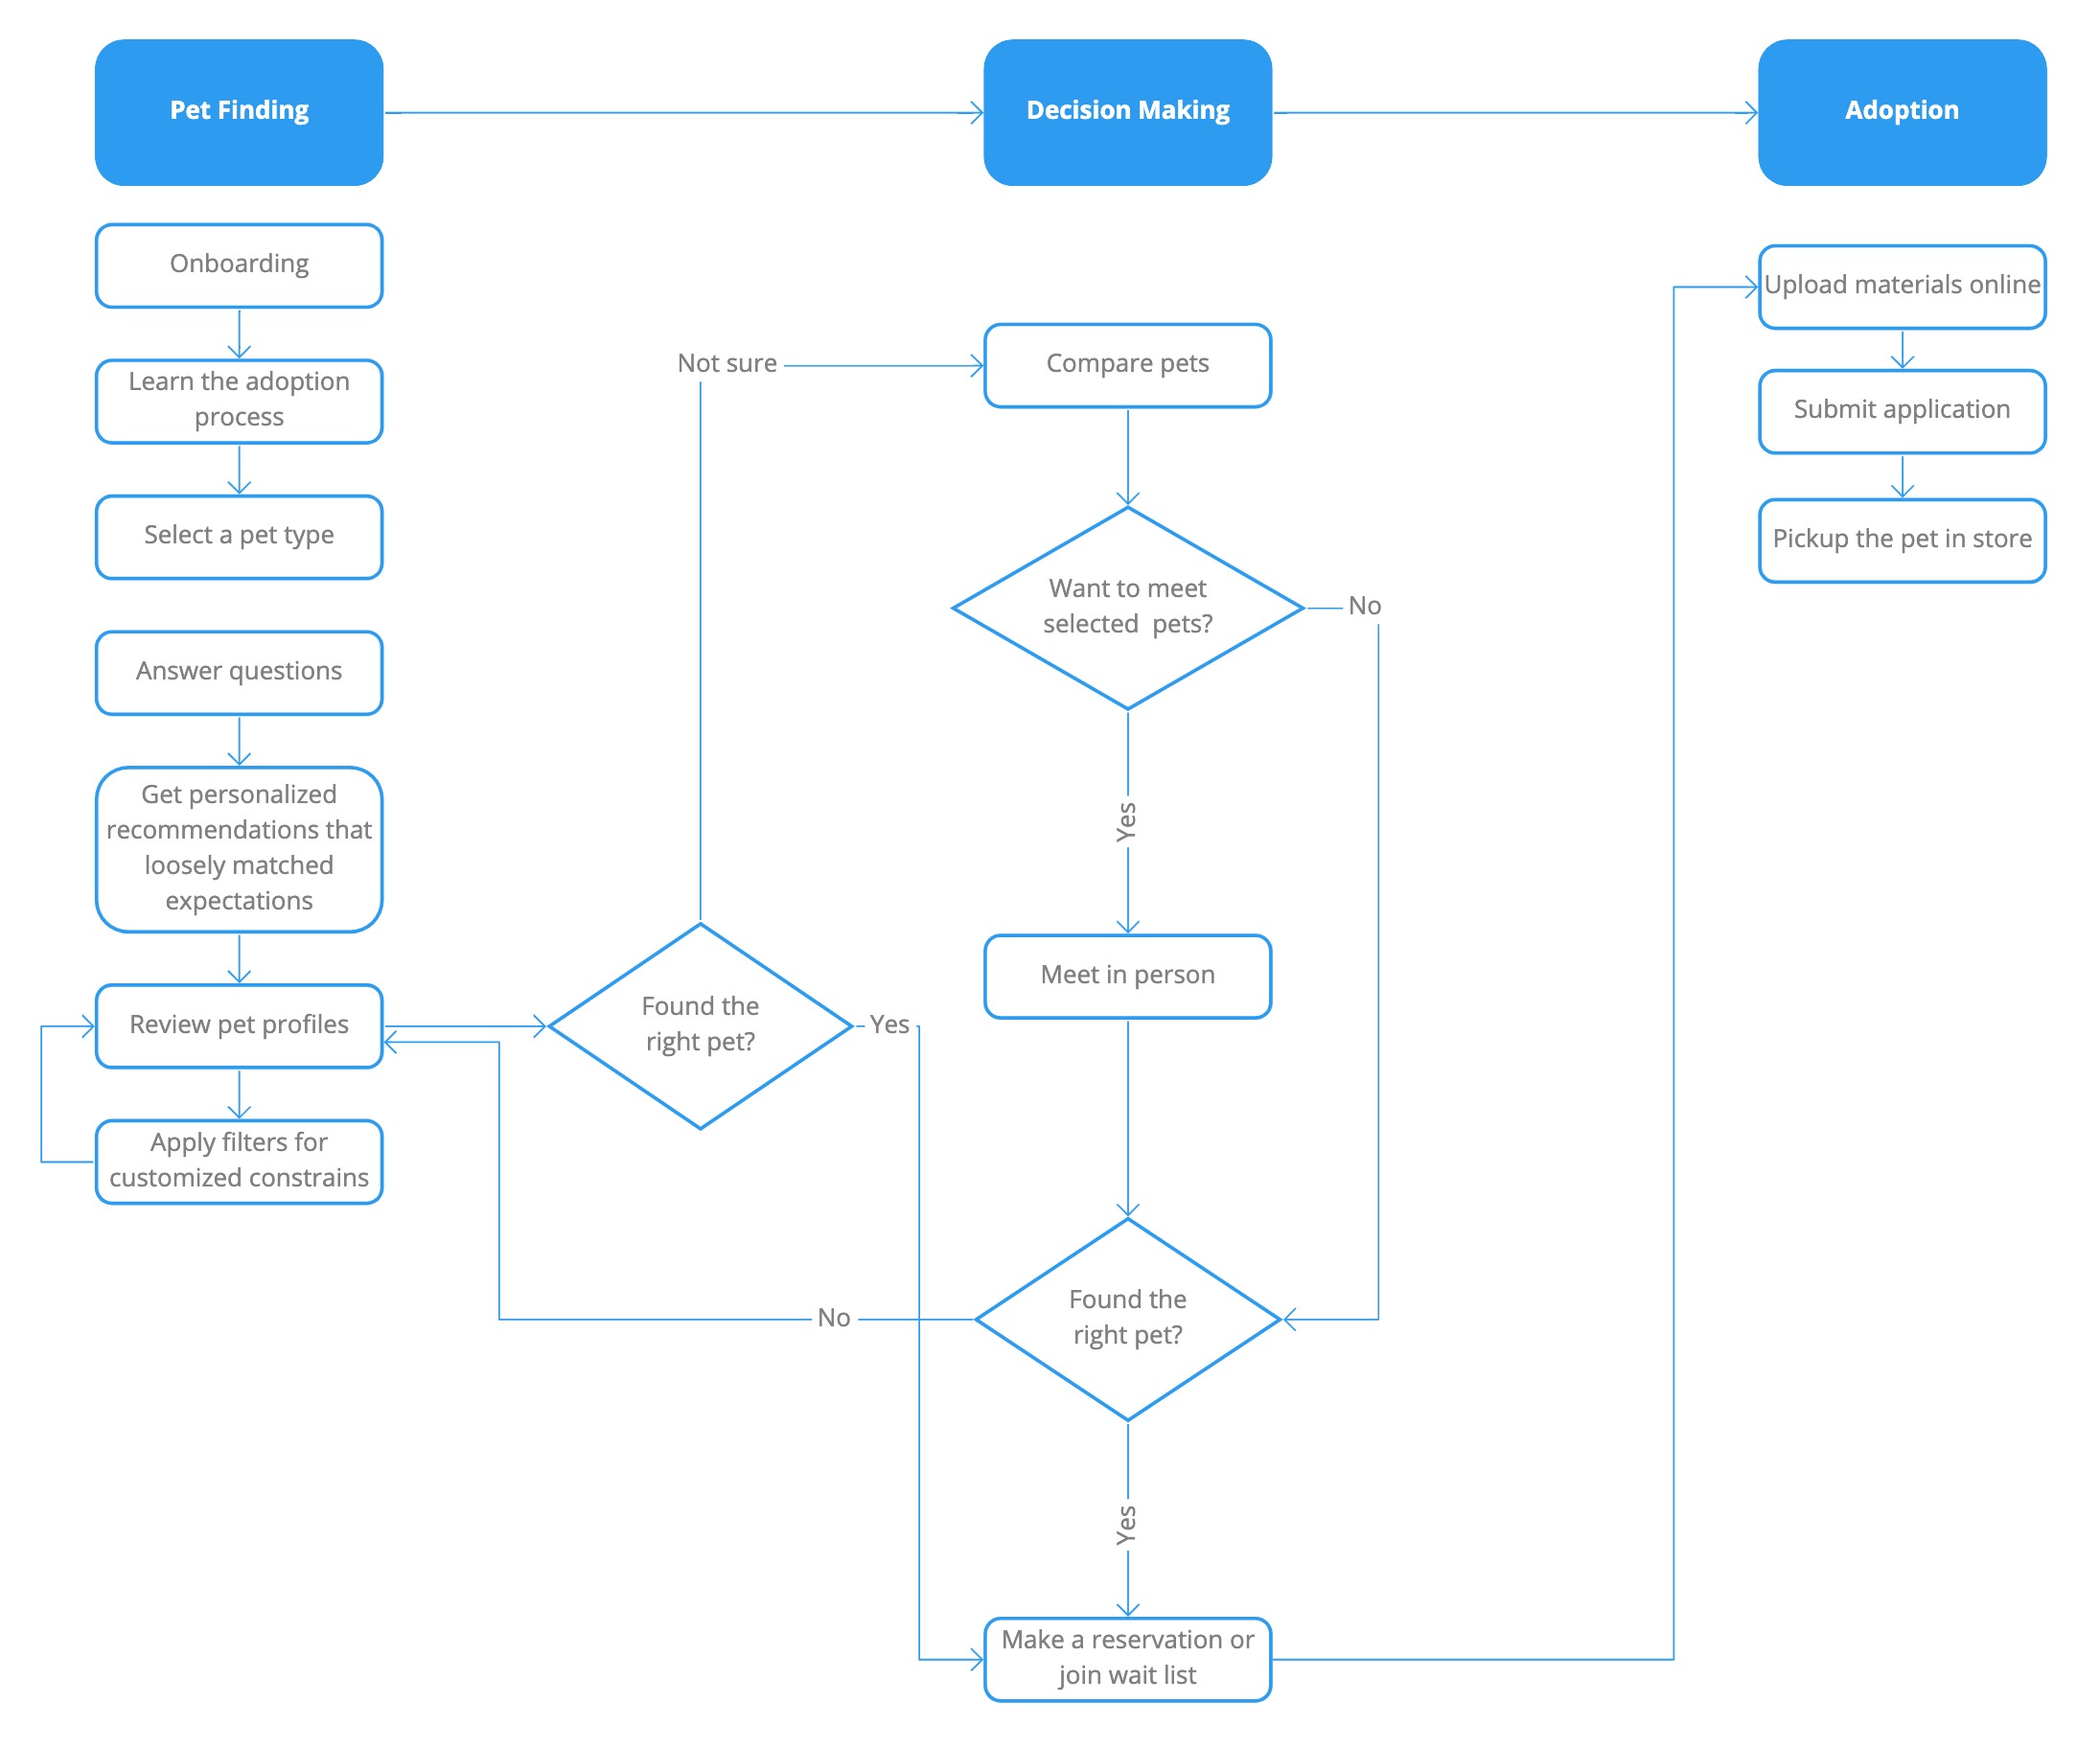 Pet Finding
Decision Making
Adoption
Onboarding
Learn the adoption
process
Select a pet type
Answer questions
Get personalized
recommendations that
loosely matched
expectations
Review pet profiles
Apply filters for
customized constrains
Found the
right pet?
Not sure
Yes
Compare pets
Want to meet
selected  pets?
No
Yes
Meet in person
Found the
right pet?
No
Yes
Make a reservation or
join wait list
Upload materials online
Submit application
Pickup the pet in store